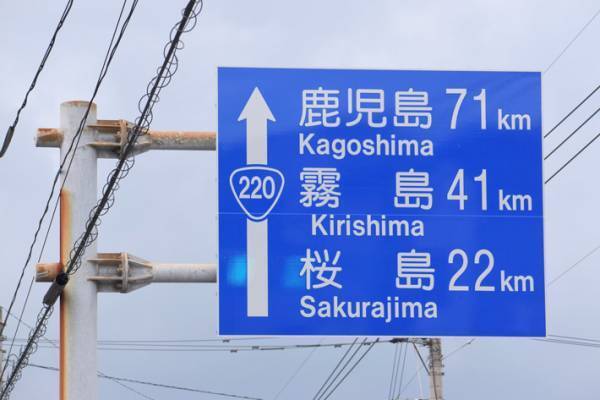 鹿児島 71km
Kagoshima
220
霧島 41km
Kirishima
桜島 22km
Sakurajima